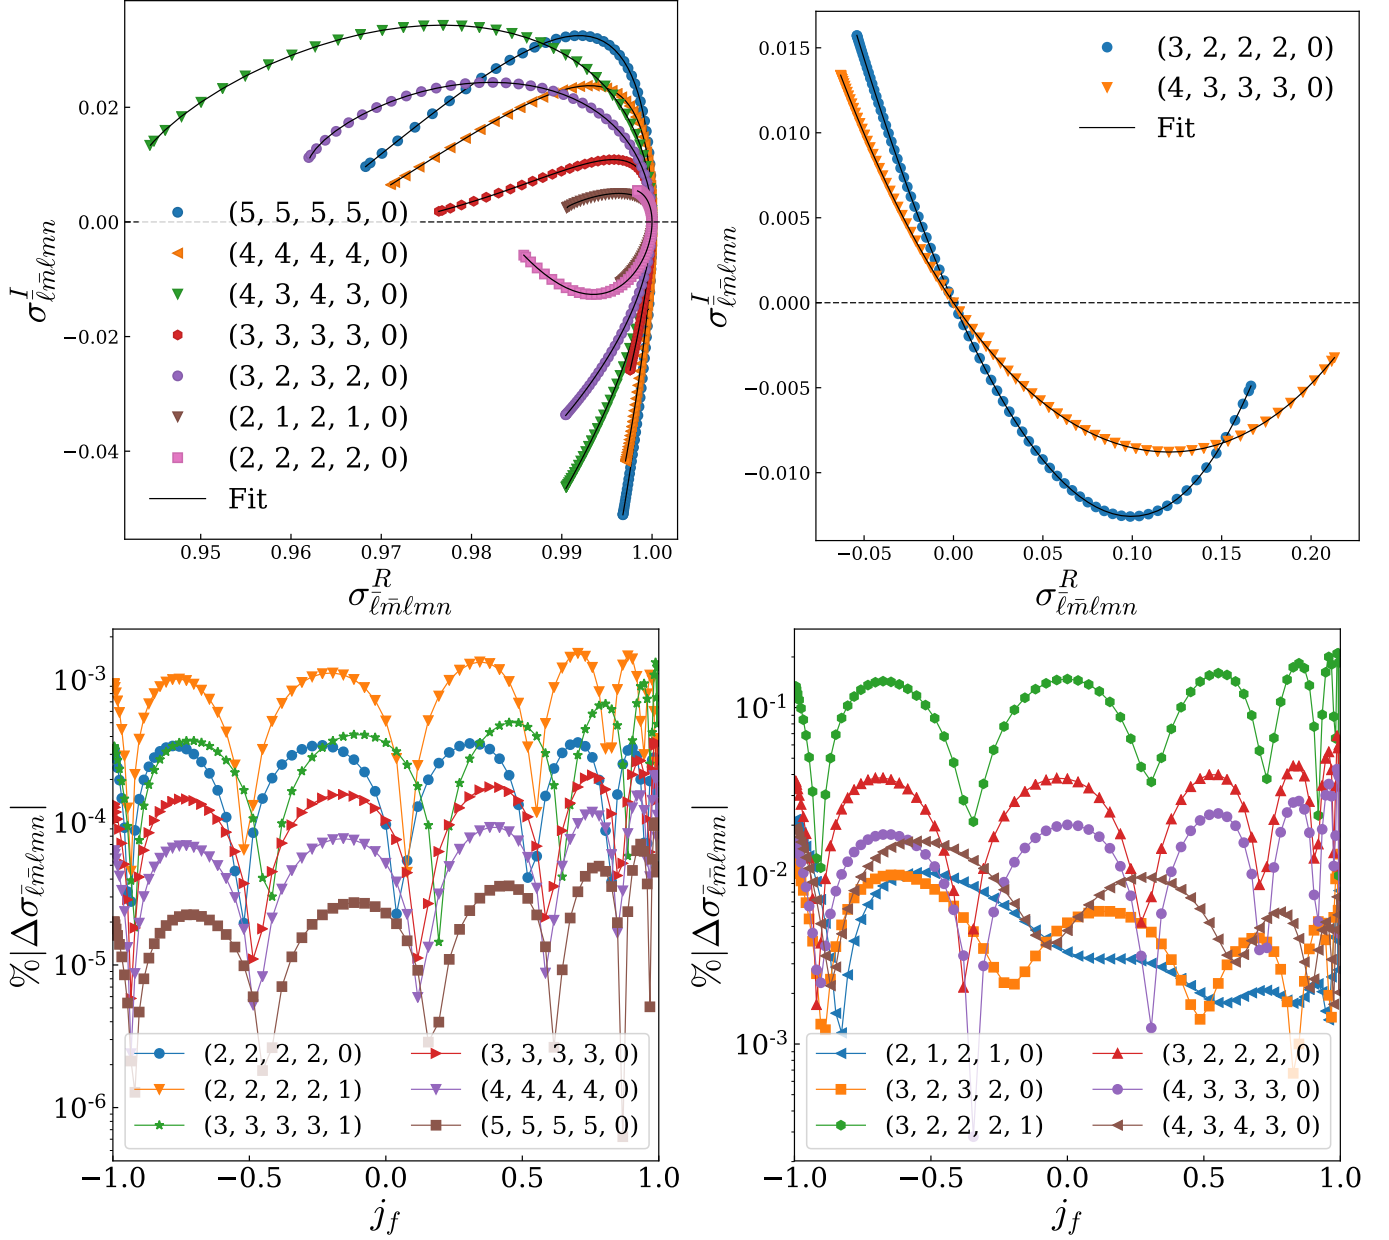 0.02
0.00
−0.02
−0.04
σ^I_{ℓ̄m̄ℓmn}
(5, 5, 5, 5, 0)
(4, 4, 4, 4, 0)
(4, 3, 4, 3, 0)
(3, 3, 3, 3, 0)
(3, 2, 3, 2, 0)
(2, 1, 2, 1, 0)
(2, 2, 2, 2, 0)
Fit
0.95 0.96 0.97 0.98 0.99 1.00
σ^R_{ℓ̄m̄ℓmn}
0.015
0.010
0.005
0.000
−0.005
−0.010
σ^I_{ℓ̄m̄ℓmn}
(3, 2, 2, 2, 0)
(4, 3, 3, 3, 0)
Fit
−0.05 0.00 0.05 0.10 0.15 0.20
σ^R_{ℓ̄m̄ℓmn}
10^{-3}
10^{-4}
10^{-5}
10^{-6}
%|Δσ_{ℓ̄m̄ℓmn}|
(2, 2, 2, 2, 0) (3, 3, 3, 3, 0)
(2, 2, 2, 2, 1) (4, 4, 4, 4, 0)
(3, 3, 3, 3, 1) (5, 5, 5, 5, 0)
−1.0 −0.5 0.0 0.5 1.0
j_f
10^{-1}
10^{-2}
10^{-3}
%|Δσ_{ℓ̄m̄ℓmn}|
(2, 1, 2, 1, 0) (3, 2, 2, 2, 0)
(3, 2, 3, 2, 0) (4, 3, 3, 3, 0)
(3, 2, 2, 2, 1) (4, 3, 4, 3, 0)
−1.0 −0.5 0.0 0.5 1.0
j_f